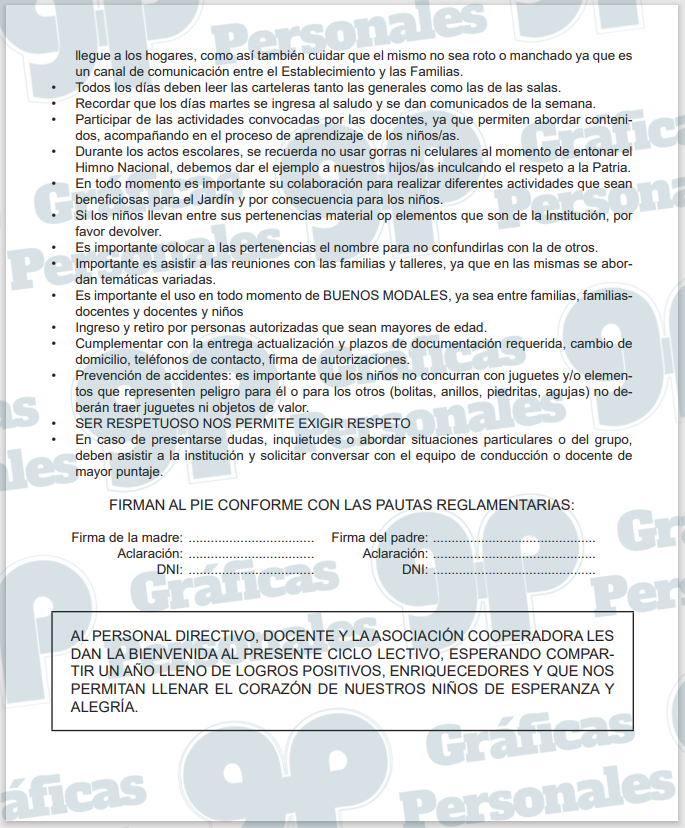 llegue a los hogares, como así también cuidar que el mismo no sea roto o manchado ya que es
un canal de comunicación entre el Establecimiento y las Familias.
• Todos los días deben leer las carteleras tanto las generales como las de las salas.
• Recordar que los días martes se ingresa al saludo y se dan comunicados de la semana.
• Participar de las actividades convocadas por las docentes, ya que permiten abordar conteni-
dos, acompañando en el proceso de aprendizaje de los niños/as.
• Durante los actos escolares, se recuerda no usar gorras ni celulares al momento de entonar el
Himno Nacional, debemos dar el ejemplo a nuestros hijos/as inculcando el respeto a la Patria.
• En todo momento es importante su colaboración para realizar diferentes actividades que sean
beneficiosas para el Jardín y por consecuencia para los niños.
• Si los niños llevan entre sus pertenencias material op elementos que son de la Institución, por
favor devolver.
• Es importante colocar a las pertenencias el nombre para no confundirlas con la de otros.
• Importante es asistir a las reuniones con las familias y talleres, ya que en las mismas se abor-
dan temáticas variadas.
• Es importante el uso en todo momento de BUENOS MODALES, ya sea entre familias, familias-
docentes y docentes y niños
• Ingreso y retiro por personas autorizadas que sean mayores de edad.
• Cumplementar con la entrega actualización y plazos de documentación requerida, cambio de
domicilio, teléfonos de contacto, firma de autorizaciones.
• Prevención de accidentes: es importante que los niños no concurran con juguetes y/o elemen-
tos que representen peligro para él o para los otros (bolitas, anillos, piedritas, agujas) no de-
berán traer juguetes ni objetos de valor.
• SER RESPETUOSO NOS PERMITE EXIGIR RESPETO
• En caso de presentarse dudas, inquietudes o abordar situaciones particulares o del grupo,
deben asistir a la institución y solicitar conversar con el equipo de conducción o docente de
mayor puntaje.
FIRMAN AL PIE CONFORME CON LAS PAUTAS REGLAMENTARIAS:
Firma de la madre: .................................. Firma del padre: ............................................
Aclaración: .................................. Aclaración: ............................................
DNI: .................................. DNI: ............................................
AL PERSONAL DIRECTIVO, DOCENTE Y LA ASOCIACIÓN COOPERADORA LES
DAN LA BIENVENIDA AL PRESENTE CICLO LECTIVO, ESPERANDO COMPAR-
TIR UN AÑO LLENO DE LOGROS POSITIVOS, ENRIQUECEDORES Y QUE NOS
PERMITAN LLENAR EL CORAZÓN DE NUESTROS NIÑOS DE ESPERANZA Y
ALEGRÍA.
gp
Gráficas
Personales